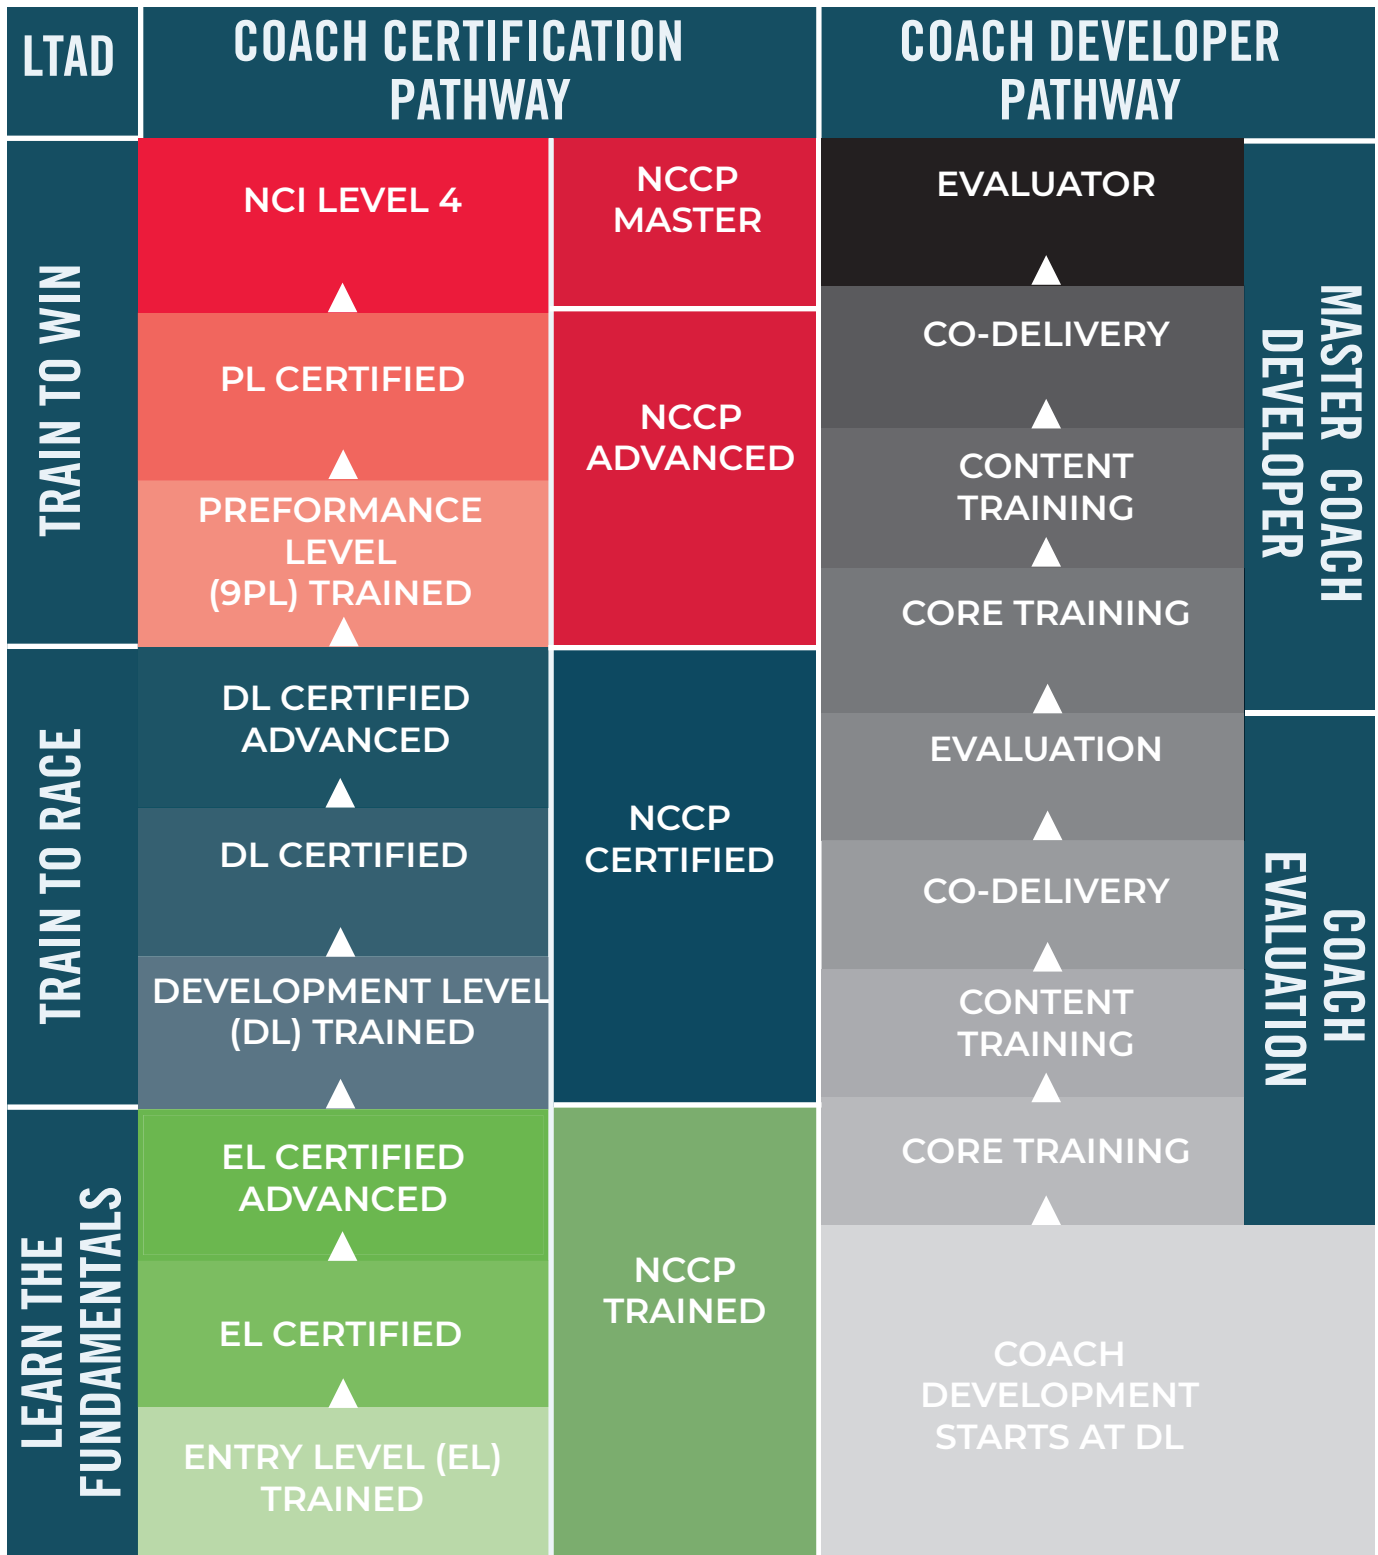 LTAD
COACH CERTIFICATION
PATHWAY
COACH DEVELOPER
PATHWAY
TRAIN TO WIN
NCI LEVEL 4
PL CERTIFIED
PREFORMANCE
LEVEL
(9PL) TRAINED
NCCP
MASTER
NCCP
ADVANCED
TRAIN TO RACE
DL CERTIFIED
ADVANCED
DL CERTIFIED
DEVELOPMENT LEVEL
(DL) TRAINED
NCCP
CERTIFIED
LEARN THE
FUNDAMENTALS
EL CERTIFIED
ADVANCED
EL CERTIFIED
ENTRY LEVEL (EL)
TRAINED
NCCP
TRAINED
EVALUATOR
CO-DELIVERY
CONTENT
TRAINING
CORE TRAINING
MASTER COACH
DEVELOPER
EVALUATION
CO-DELIVERY
CONTENT
TRAINING
CORE TRAINING
COACH
EVALUATION
COACH
DEVELOPMENT
STARTS AT DL